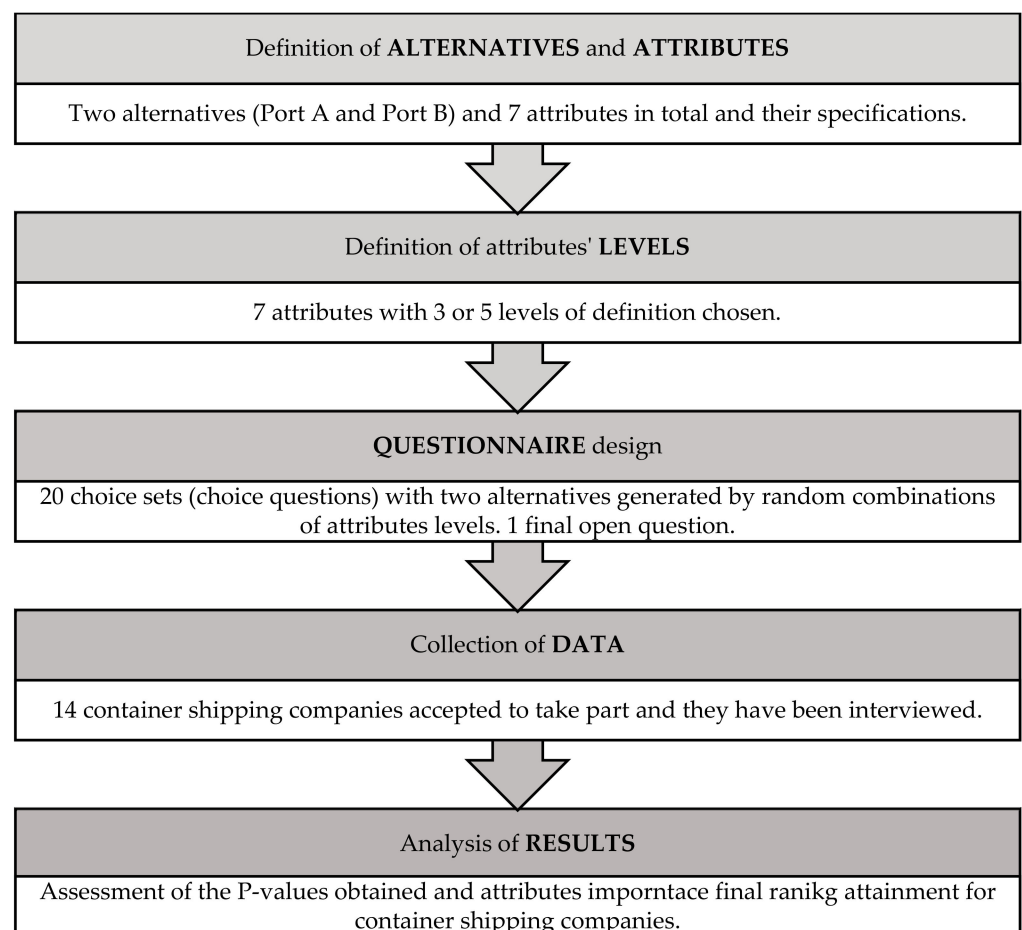 Definition of ALTERNATIVES and ATTRIBUTES
Two alternatives (Port A and Port B) and 7 attributes in total and their specifications.
Definition of attributes' LEVELS
7 attributes with 3 or 5 levels of definition chosen.
QUESTIONNAIRE design
20 choice sets (choice questions) with two alternatives generated by random combinations
of attributes levels. 1 final open question.
Collection of DATA
14 container shipping companies accepted to take part and they have been interviewed.
Analysis of RESULTS
Assessment of the P-values obtained and attributes imporntace final ranikg attainment for
container shipping companies.